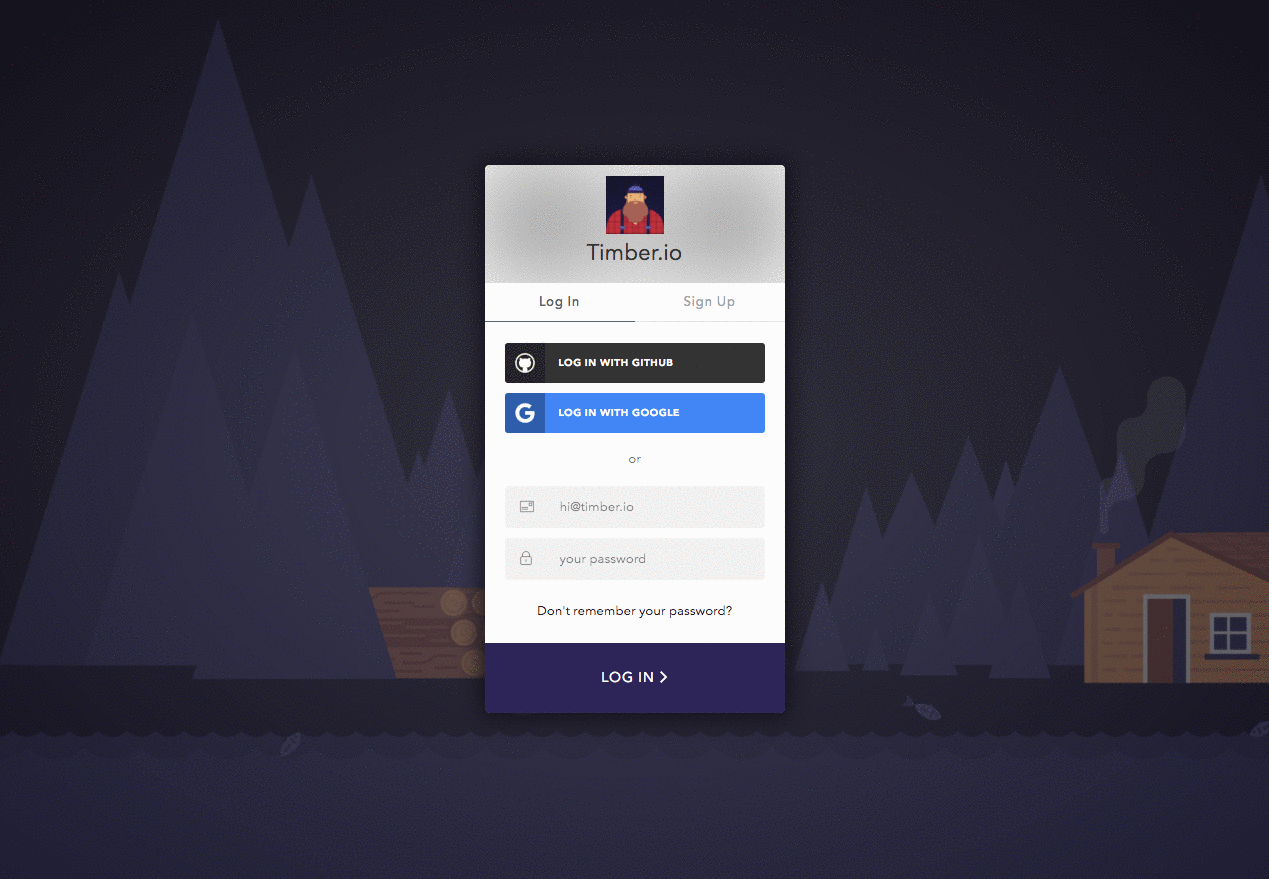 Timber.io
Log In
Sign Up
LOG IN WITH GITHUB
LOG IN WITH GOOGLE
or
hi@timber.io
your password
Don't remember your password?
LOG IN